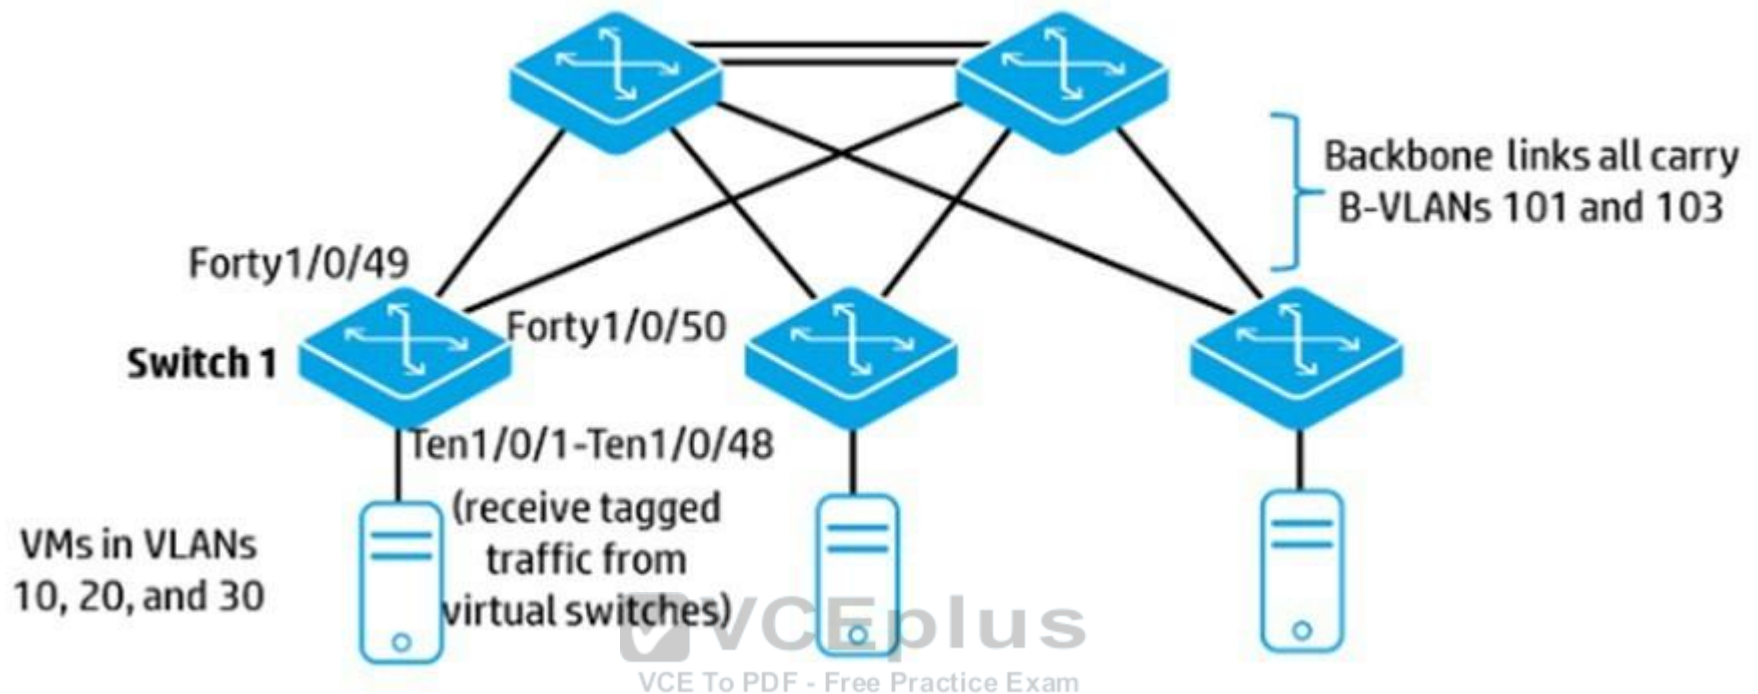 Backbone links all carry
B-VLANs 101 and 103
Forty1/0/49
Forty1/0/50
Switch 1
Ten1/0/1-Ten1/0/48
(receive tagged
traffic from
virtual switches)
VMs in VLANs
10, 20, and 30
VCEplus
VCE To PDF - Free Practice Exam